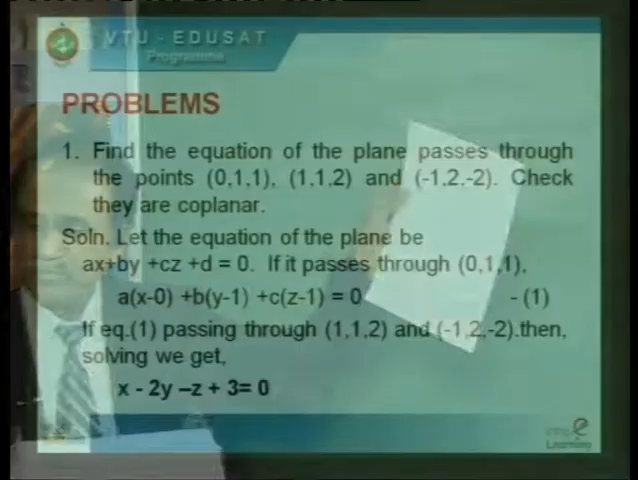 VTU - EDUSAT
Programme
PROBLEMS
1. Find the equation of the plane passes through
the points (0,1,1), (1,1,2) and (-1,2,-2). Check
they are coplanar.
Soln. Let the equation of the plane be
ax+by +cz +d = 0. If it passes through (0,1,1),
a(x-0) +b(y-1) +c(z-1) = 0 - (1)
If eq.(1) passing through (1,1,2) and (-1,2,-2).then,
solving we get,
x - 2y –z + 3= 0
Learning